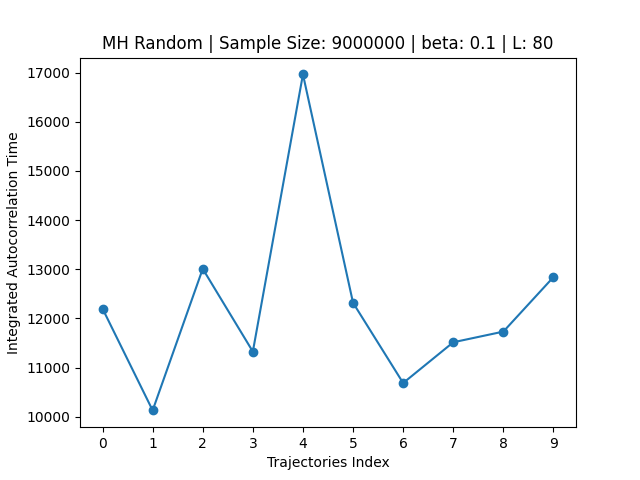 MH Random | Sample Size: 9000000 | beta: 0.1 | L: 80
17000
16000
15000
14000
13000
12000
11000
10000
Integrated Autocorrelation Time
0 1 2 3 4 5 6 7 8 9
Trajectories Index